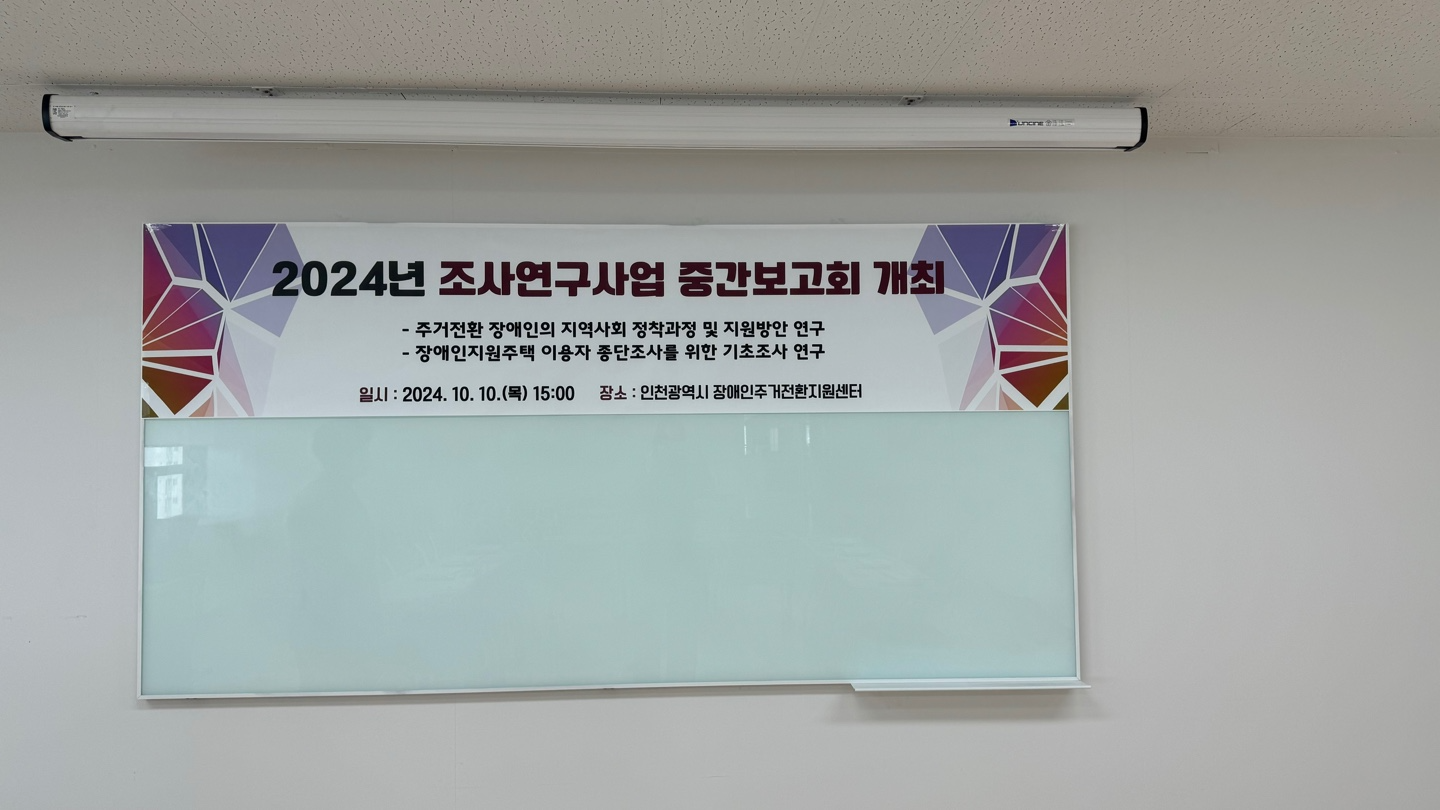 UNCINE
2024년 조사연구사업 중간보고회 개최
- 주거전환 장애인의 지역사회 정착과정 및 지원방안 연구
- 장애인지원주택 이용자 종단조사를 위한 기초조사 연구
일시 : 2024. 10. 10.(목) 15:00 장소 : 인천광역시 장애인주거전환지원센터